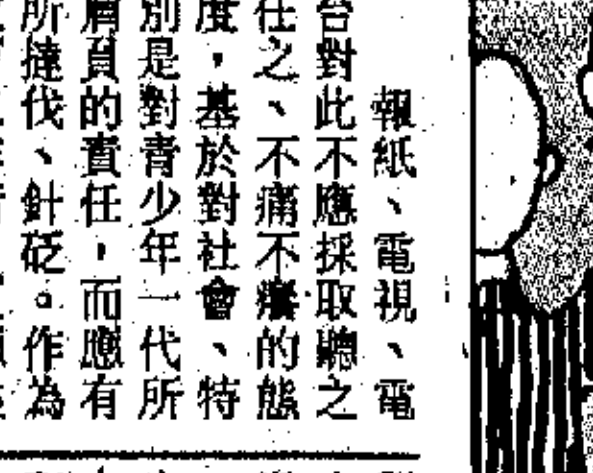 報紙、電視、電
台對此不應採取聽之
任之、不痛不癢的態
度，基於對社會、特
別是對青少年一代所
肩負的責任，而應有
所撻伐、針砭。作為